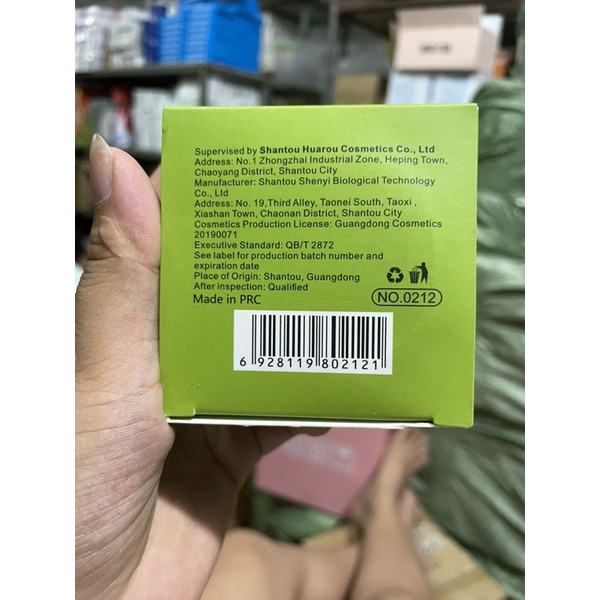 Supervised by Shantou Huarou Cosmetics Co., Ltd
Address: No.1 Zhongzhai Industrial Zone, Heping Town,
Chaoyang District, Shantou City
Manufacturer: Shantou Shenyi Biological Technology
Co., Ltd
Address: No. 19,Third Alley, Taonei South, Taoxi ,
Xiashan Town, Chaonan District, Shantou City
Cosmetics Production License: Guangdong Cosmetics
20190071
Executive Standard: QB/T 2872
See label for production batch number and
expiration date
Place of Origin: Shantou, Guangdong
After inspection: Qualified
Made in PRC
NO.0212
6 928119 802121